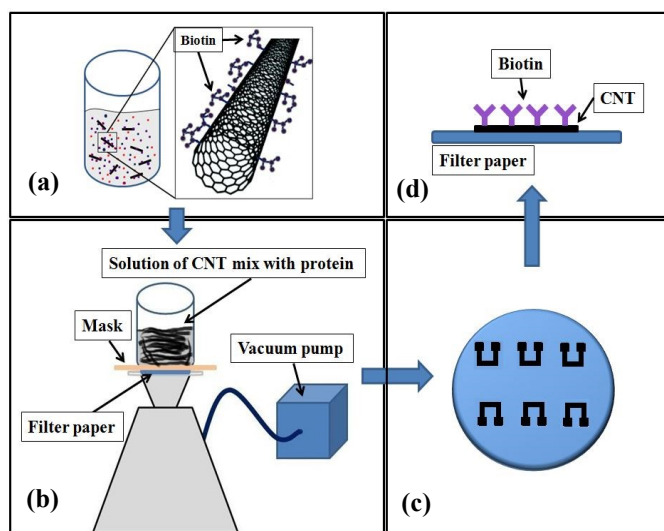 Biotin
(a)
Solution of CNT mix with protein
Mask
Vacuum pump
Filter paper
(b)
(c)
Biotin
CNT
Filter paper
(d)